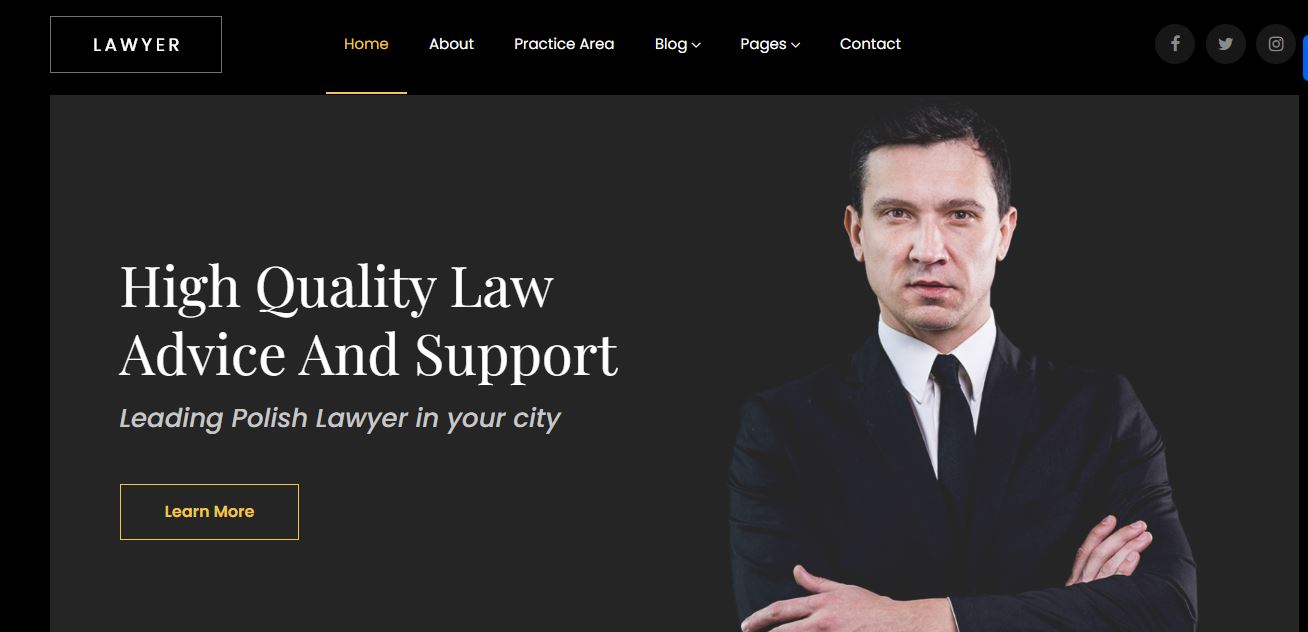 LAWYER
Home About Practice Area Blog Pages Contact
High Quality Law
Advice And Support
Leading Polish Lawyer in your city
Learn More